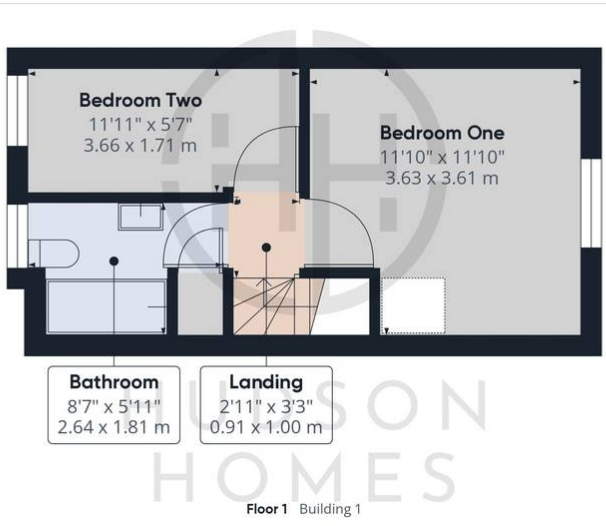 Bedroom Two
11'11" x 5'7"
3.66 x 1.71 m
Bedroom One
11'10" x 11'10"
3.63 x 3.61 m
Bathroom
8'7" x 5'11"
2.64 x 1.81 m
Landing
2'11" x 3'3"
0.91 x 1.00 m
HUDSON
HOMES
Floor 1 Building 1